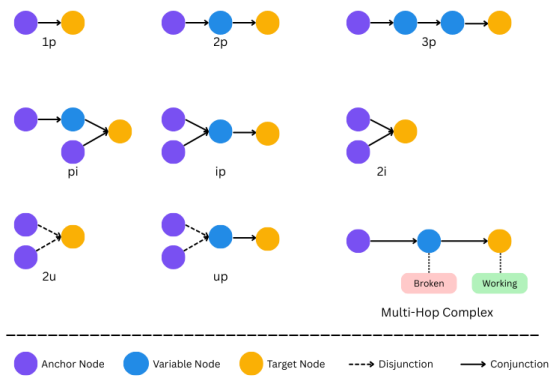 1p
2p
3p
pi
ip
2i
2u
up
Broken
Working
Multi-Hop Complex
Anchor Node
Variable Node
Target Node
Disjunction
Conjunction